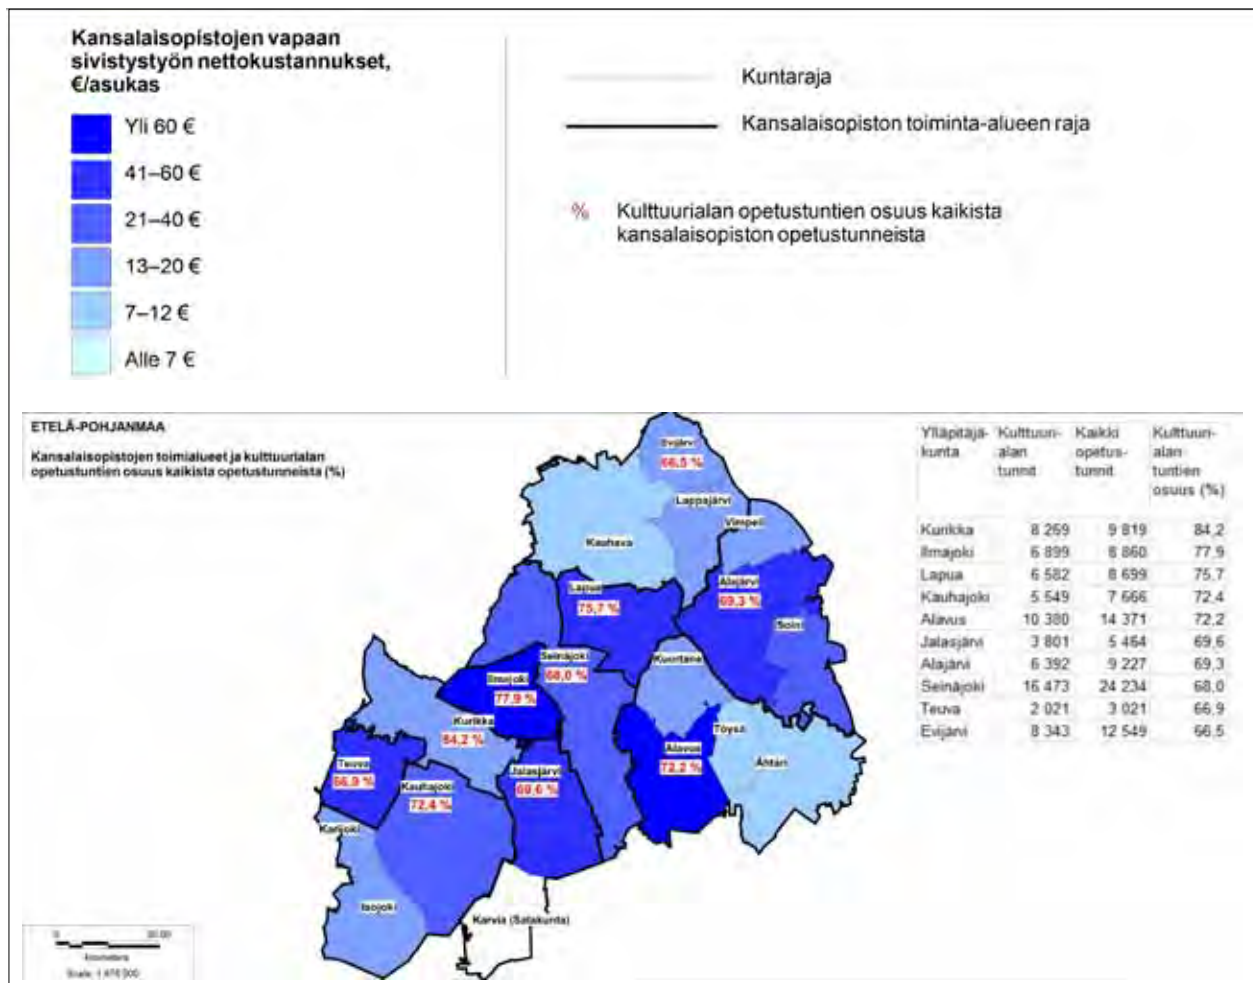 Kansalaisopistojen vapaan
sivistystyön nettokustannukset,
€/asukas
Yli 60 €
41–60 €
21–40 €
13–20 €
7–12 €
Alle 7 €
Kuntaraja
Kansalaisopiston toiminta-alueen raja
% Kulttuurialan opetustuntien osuus kaikista
kansalaisopiston opetustunneista
ETELÄ-POHJANMAA
Kansalaisopistojen toimialueet ja kulttuurialan
opetustuntien osuus kaikista opetustunneista (%)
Evijärvi
66,5 %
Lappajärvi
Vimpeli
Kauhava
Lapua
75,7 %
Alajärvi
69,3 %
Soini
Seinäjoki
68,0 %
Kuortane
Ilmajoki
77,9 %
Kurikka
84,2 %
Töysä
Alavus
72,2 %
Ähtäri
Teuva
66,9 %
Kauhajoki
72,4 %
Jalasjärvi
69,6 %
Karijoki
Isojoki
Karvia (Satakunta)
Ylläpitäjä- Kulttuuri- Kaikki Kulttuuri-
kunta alan opetus- alan
tunnit tunnit tuntien
osuus (%)
Kurikka 8 269 9 819 84,2
Ilmajoki 6 899 8 860 77,9
Lapua 6 582 8 699 75,7
Kauhajoki 5 549 7 666 72,4
Alavus 10 380 14 371 72,2
Jalasjärvi 3 801 5 464 69,6
Alajärvi 6 392 9 227 69,3
Seinäjoki 16 473 24 234 68,0
Teuva 2 021 3 021 66,9
Evijärvi 8 343 12 549 66,5
0
kilometers